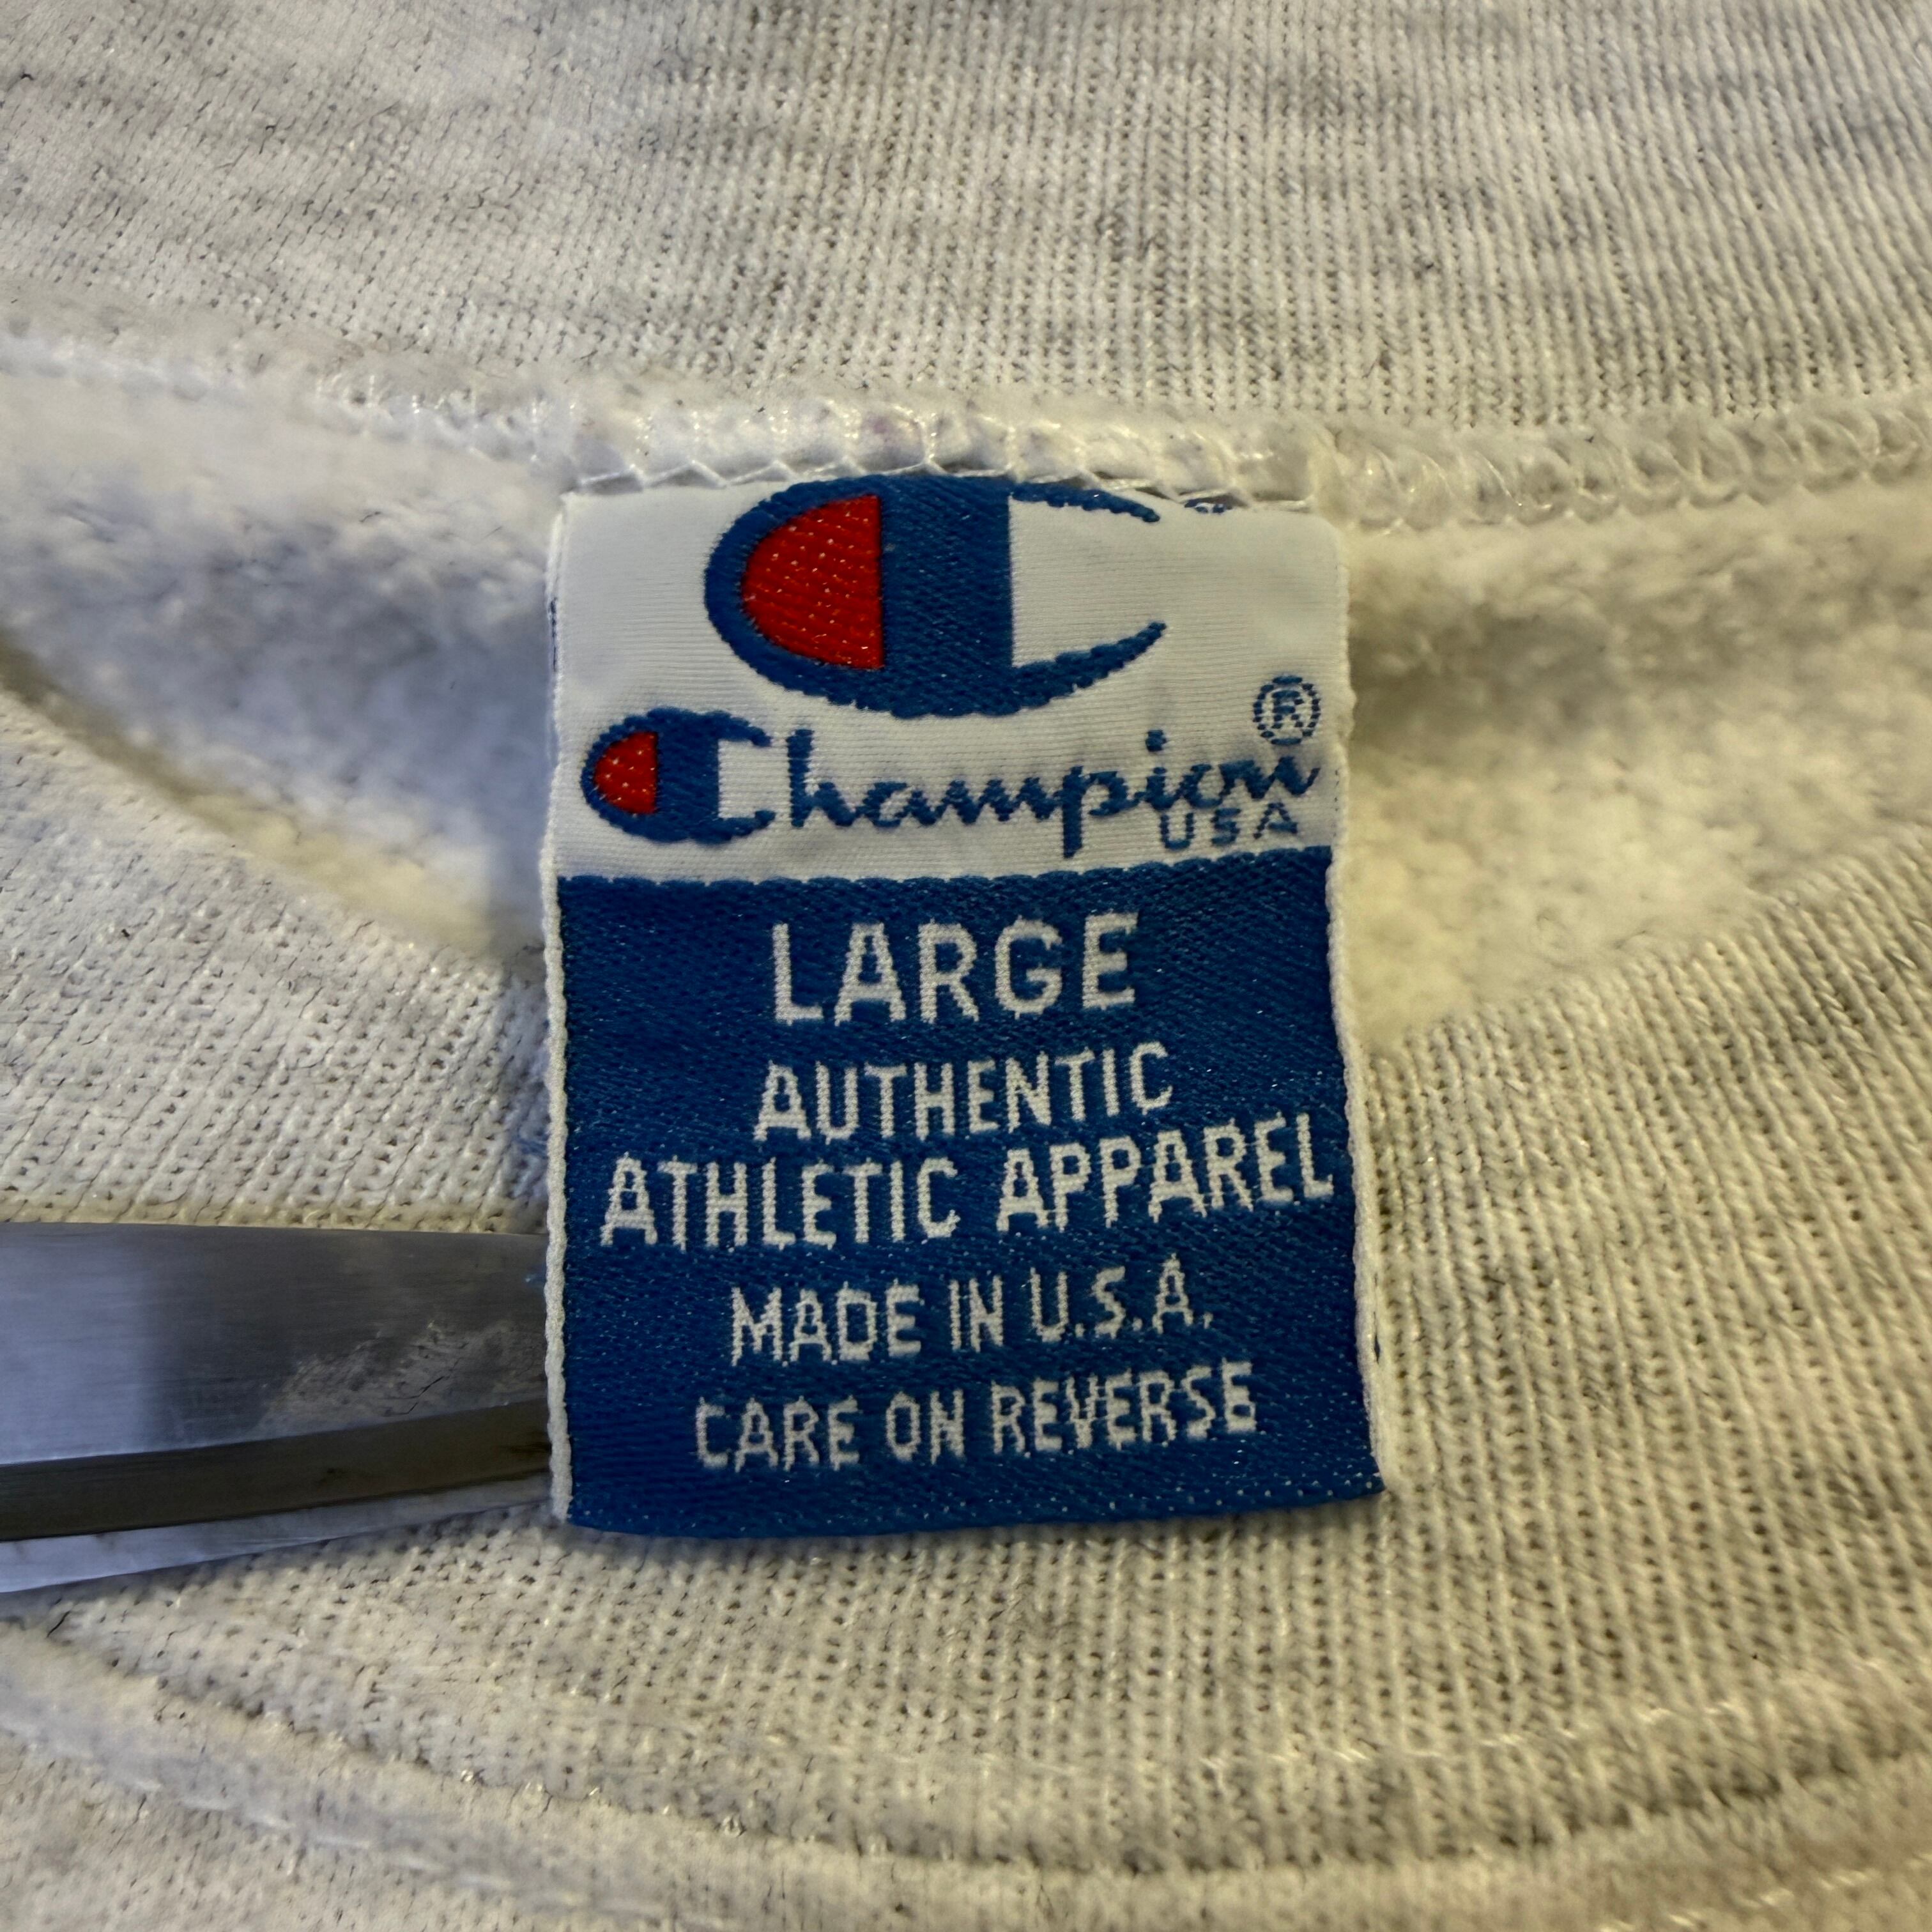 Champion®
USA
LARGE
AUTHENTIC
ATHLETIC APPAREL
MADE IN U.S.A.
CARE ON REVERSE